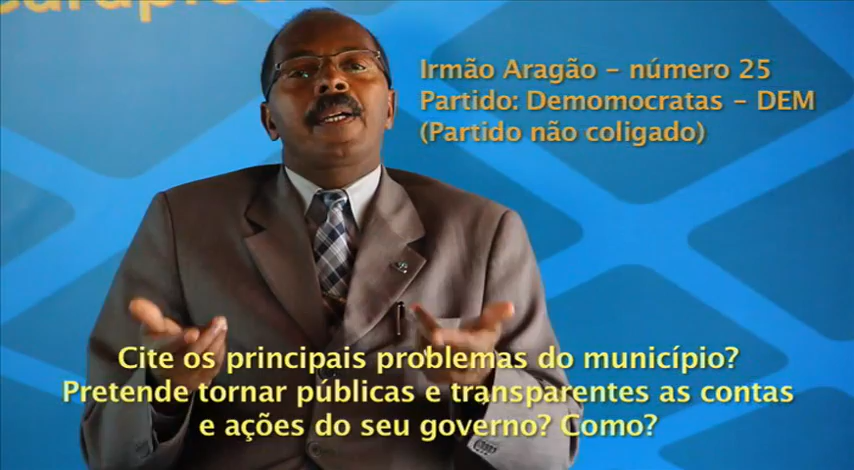 Irmão Aragão - número 25
Partido: Demomocratas - DEM
(Partido não coligado)
Cite os principais problemas do município?
Pretende tornar públicas e transparentes as contas
e ações do seu governo? Como?